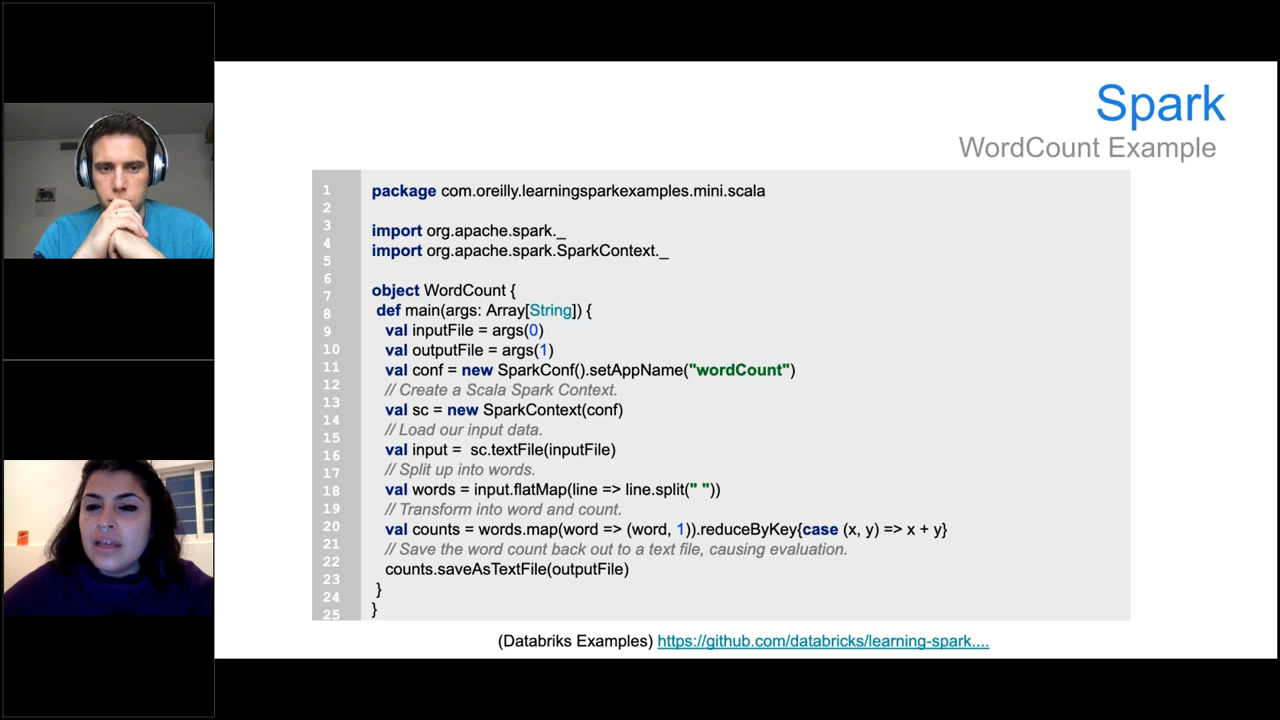 Spark
WordCount Example
1 package com.oreilly.learningsparkexamples.mini.scala
2
3 import org.apache.spark._
4 import org.apache.spark.SparkContext._
5
6
7 object WordCount {
8 def main(args: Array[String]) {
9 val inputFile = args(0)
10 val outputFile = args(1)
11 val conf = new SparkConf().setAppName("wordCount")
12 // Create a Scala Spark Context.
13 val sc = new SparkContext(conf)
14 // Load our input data.
15 val input =  sc.textFile(inputFile)
16 // Split up into words.
17 val words = input.flatMap(line => line.split(" "))
18 // Transform into word and count.
19 val counts = words.map(word => (word, 1)).reduceByKey{case (x, y) => x + y}
20 // Save the word count back out to a text file, causing evaluation.
21 counts.saveAsTextFile(outputFile)
22 }
23 }
24
25
(Databriks Examples) https://github.com/databricks/learning-spark....